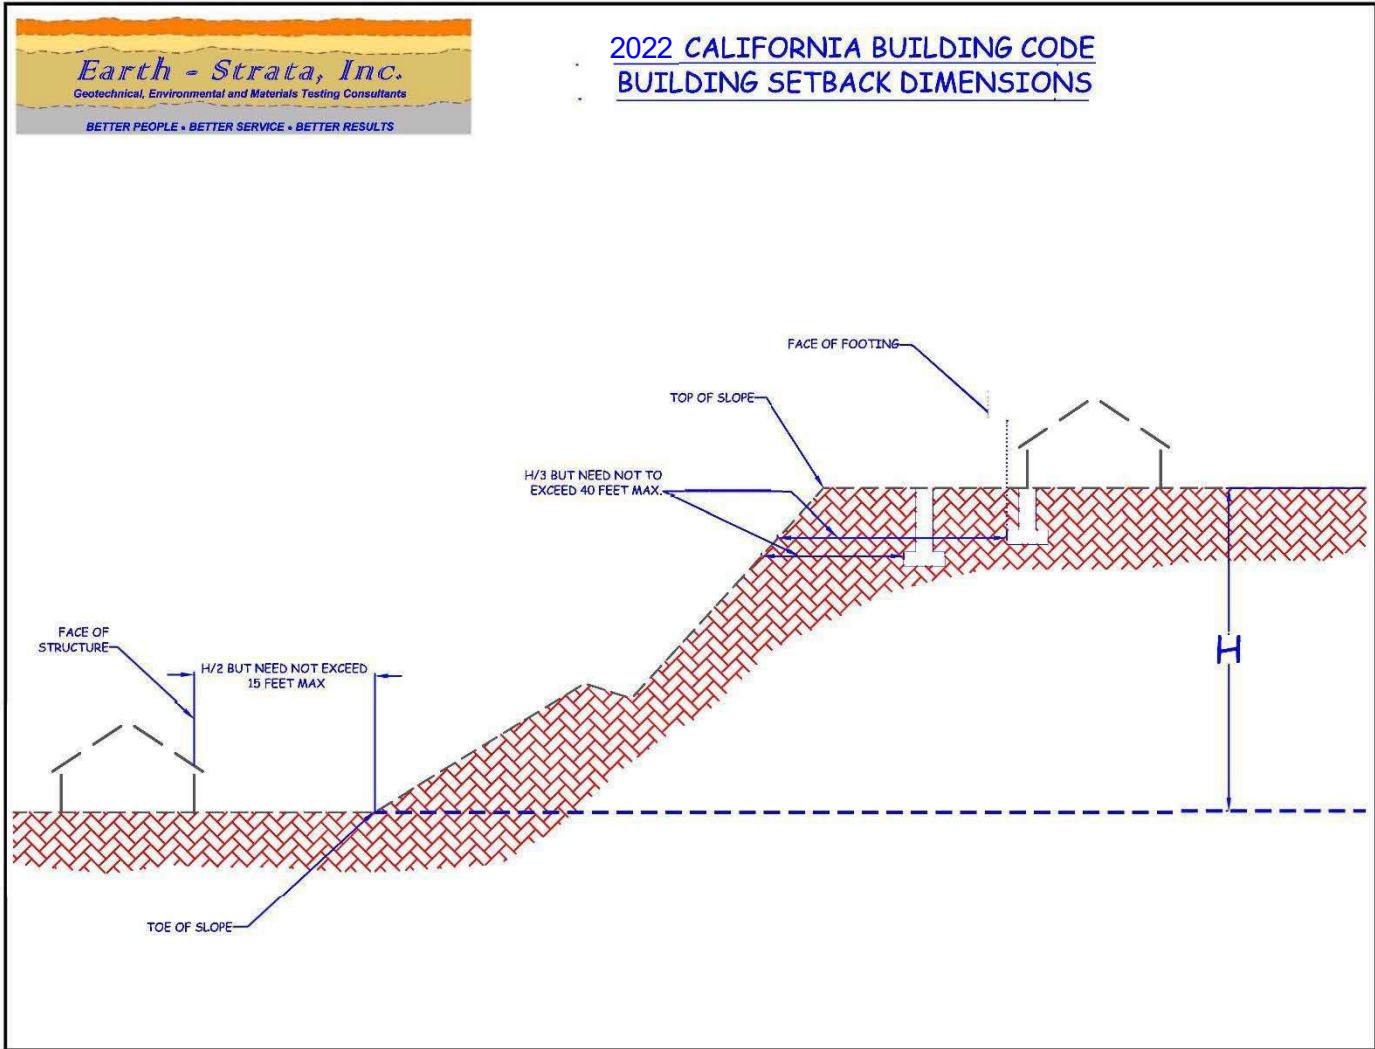 Earth - Strata, Inc.
Geotechnical, Environmental and Materials Testing Consultants
BETTER PEOPLE • BETTER SERVICE • BETTER RESULTS
2022 CALIFORNIA BUILDING CODE
BUILDING SETBACK DIMENSIONS
FACE OF FOOTING
TOP OF SLOPE
H/3 BUT NEED NOT TO
EXCEED 40 FEET MAX.
FACE OF
STRUCTURE
H/2 BUT NEED NOT EXCEED
15 FEET MAX
H
TOE OF SLOPE